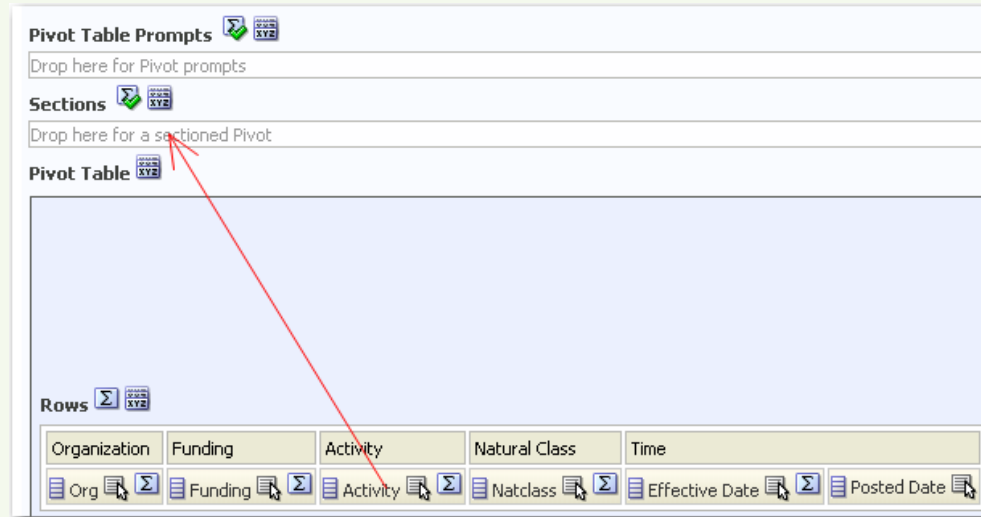 Pivot Table Prompts
Drop here for Pivot prompts
Sections
Drop here for a sectioned Pivot
Pivot Table
Rows
Organization Funding Activity Natural Class Time
Org Funding Activity Natclass Effective Date Posted Date